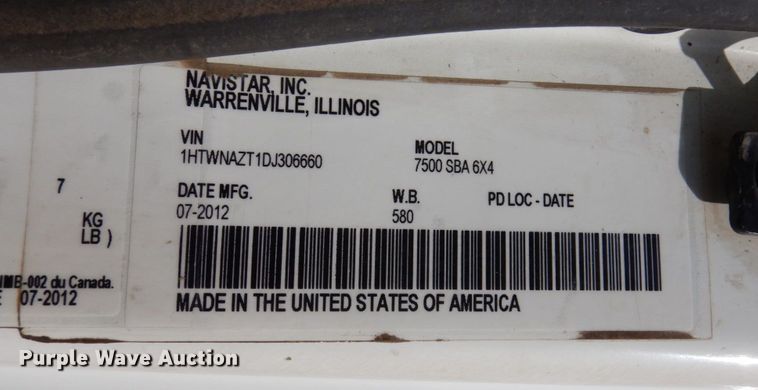 NAVISTAR, INC.
WARRENVILLE, ILLINOIS
VIN MODEL
1HTWNAZT1DJ306660 7500 SBA 6X4
DATE MFG. W.B. PD LOC - DATE
07-2012 580
MADE IN THE UNITED STATES OF AMERICA
7
KG
LB )
MB-002 du Canada.
E 07-2012
Purple Wave Auction